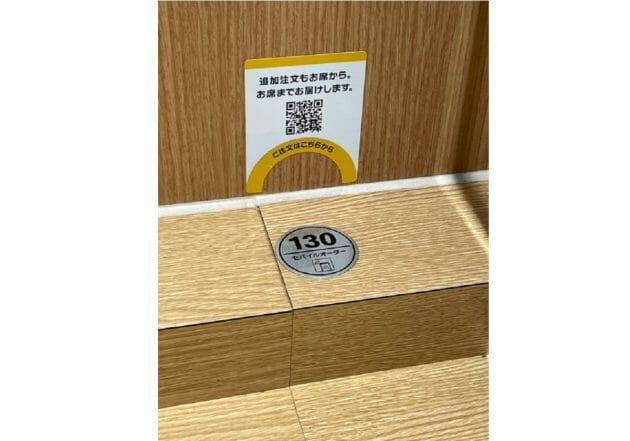 追加注文もお席から。
お席までお届けします。
ご注文はこちらから
130
モバイルオーダー